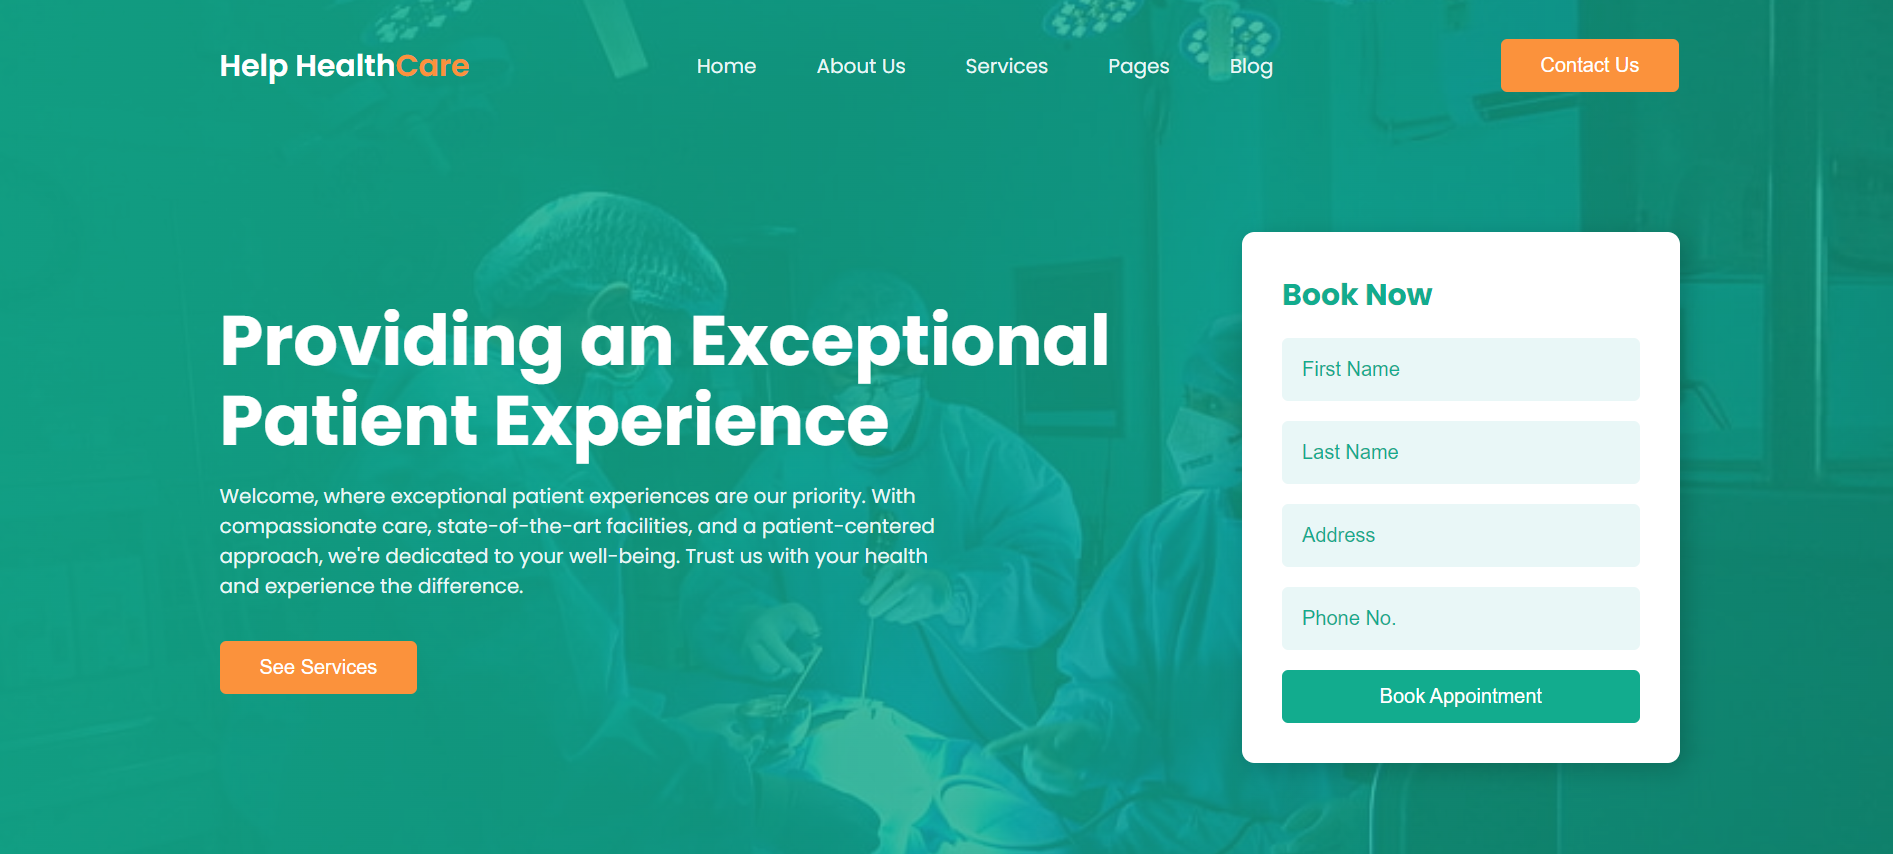 Help HealthCare
Home
About Us
Services
Pages
Blog
Contact Us
Providing an Exceptional
Patient Experience
Welcome, where exceptional patient experiences are our priority. With
compassionate care, state-of-the-art facilities, and a patient-centered
approach, we're dedicated to your well-being. Trust us with your health
and experience the difference.
See Services
Book Now
First Name
Last Name
Address
Phone No.
Book Appointment